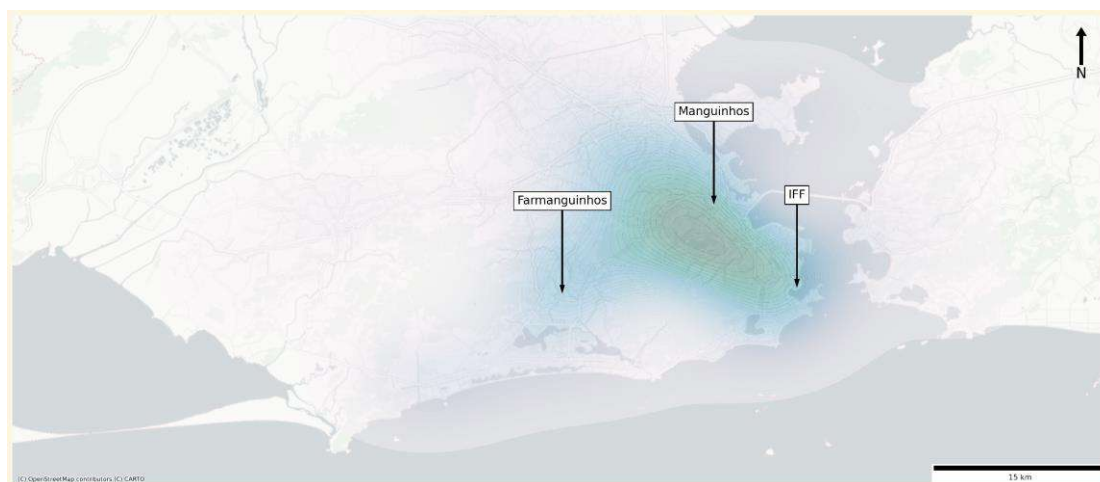 N
Manguinhos
IFF
Farmanguinhos
(C) OpenStreetMap contributors (C) CARTO
15 km